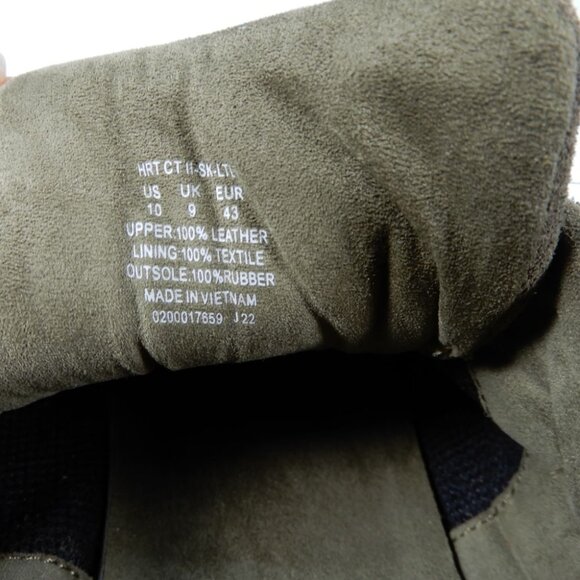 HRT CT II-SK-LTL
US UK EUR
10 9 43
UPPER:100% LEATHER
LINING:100% TEXTILE
OUTSOLE:100%RUBBER
MADE IN VIETNAM
0200017659 J 22